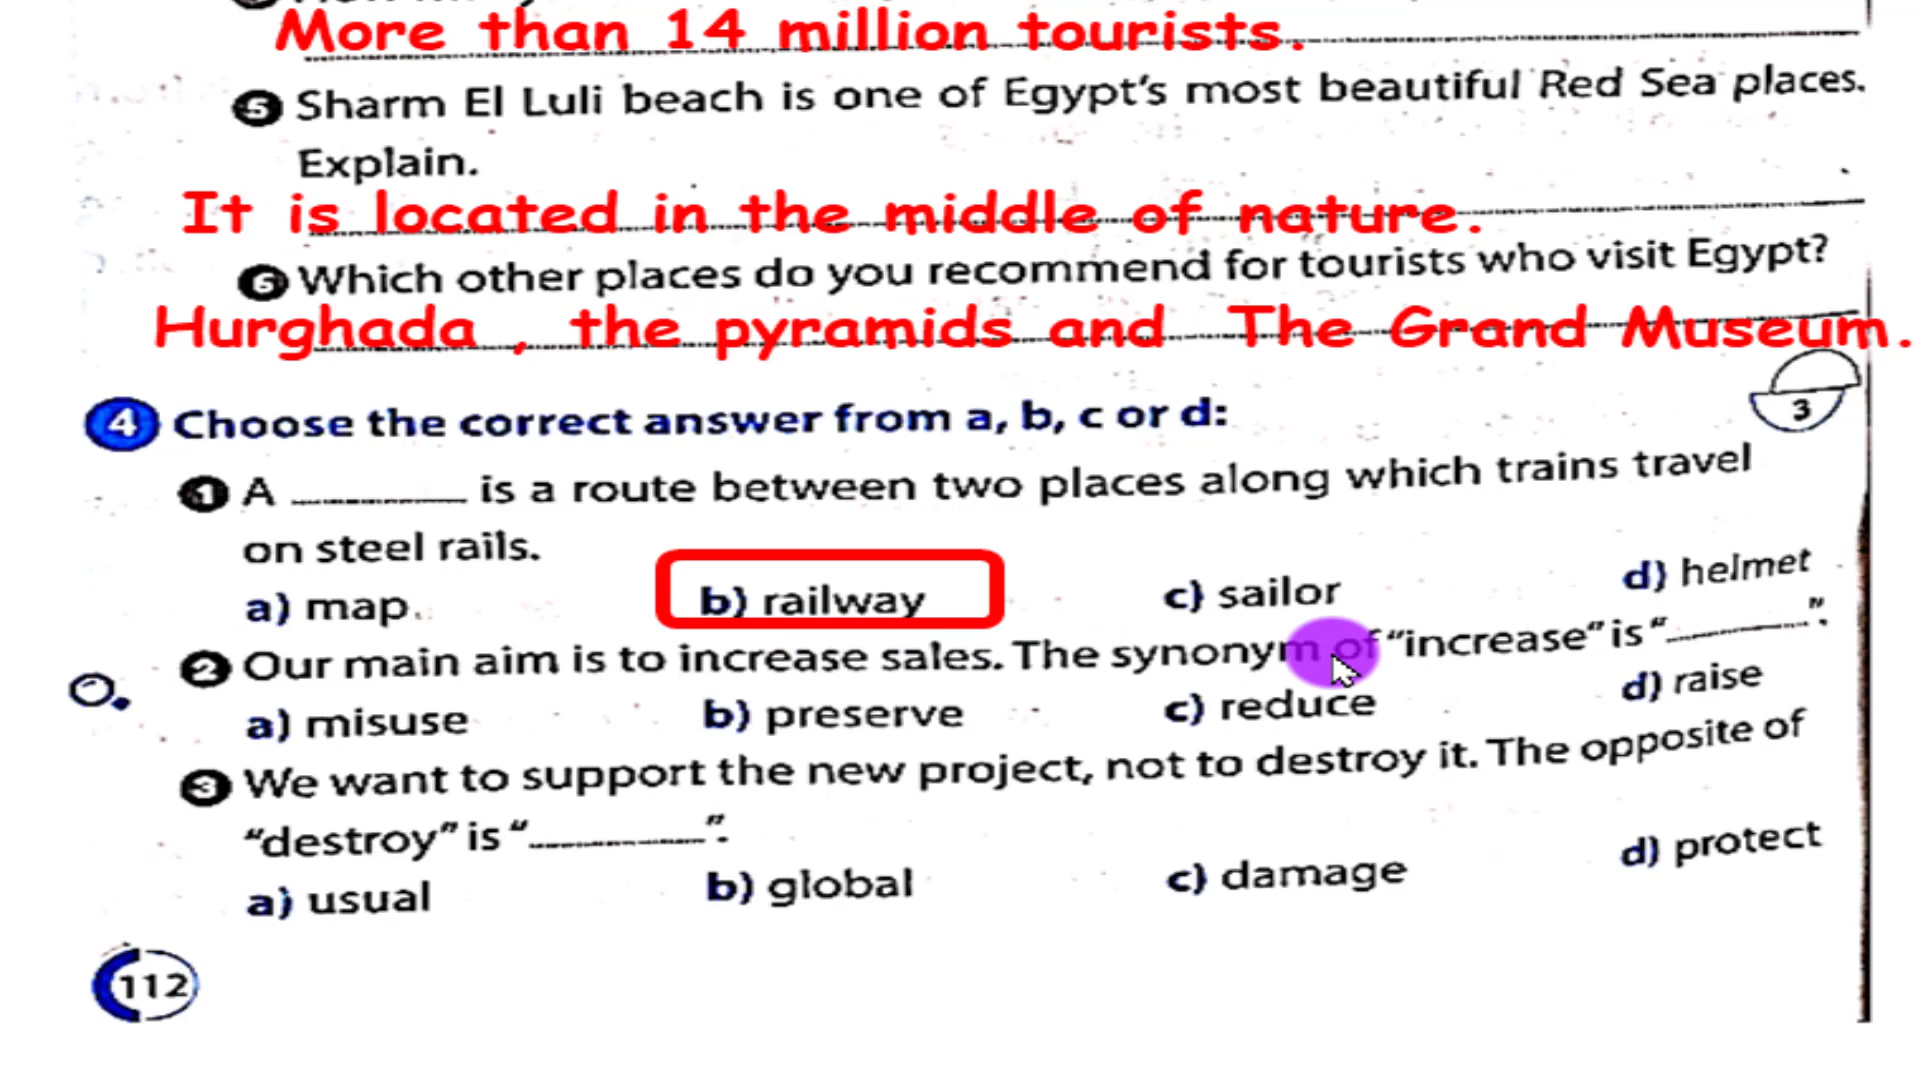 More than 14 million tourists.
5 Sharm El Luli beach is one of Egypt's most beautiful Red Sea places.
Explain.
It is located in the middle of nature.
6 Which other places do you recommend for tourists who visit Egypt?
Hurghada , the pyramids and The Grand Museum.
4 Choose the correct answer from a, b, c or d:
3
1 A ............... is a route between two places along which trains travel
on steel rails.
a) map b) railway c) sailor d) helmet
2 Our main aim is to increase sales. The synonym of "increase" is "...............".
a) misuse b) preserve c) reduce d) raise
3 We want to support the new project, not to destroy it. The opposite of
"destroy" is "...............".
a) usual b) global c) damage d) protect
112